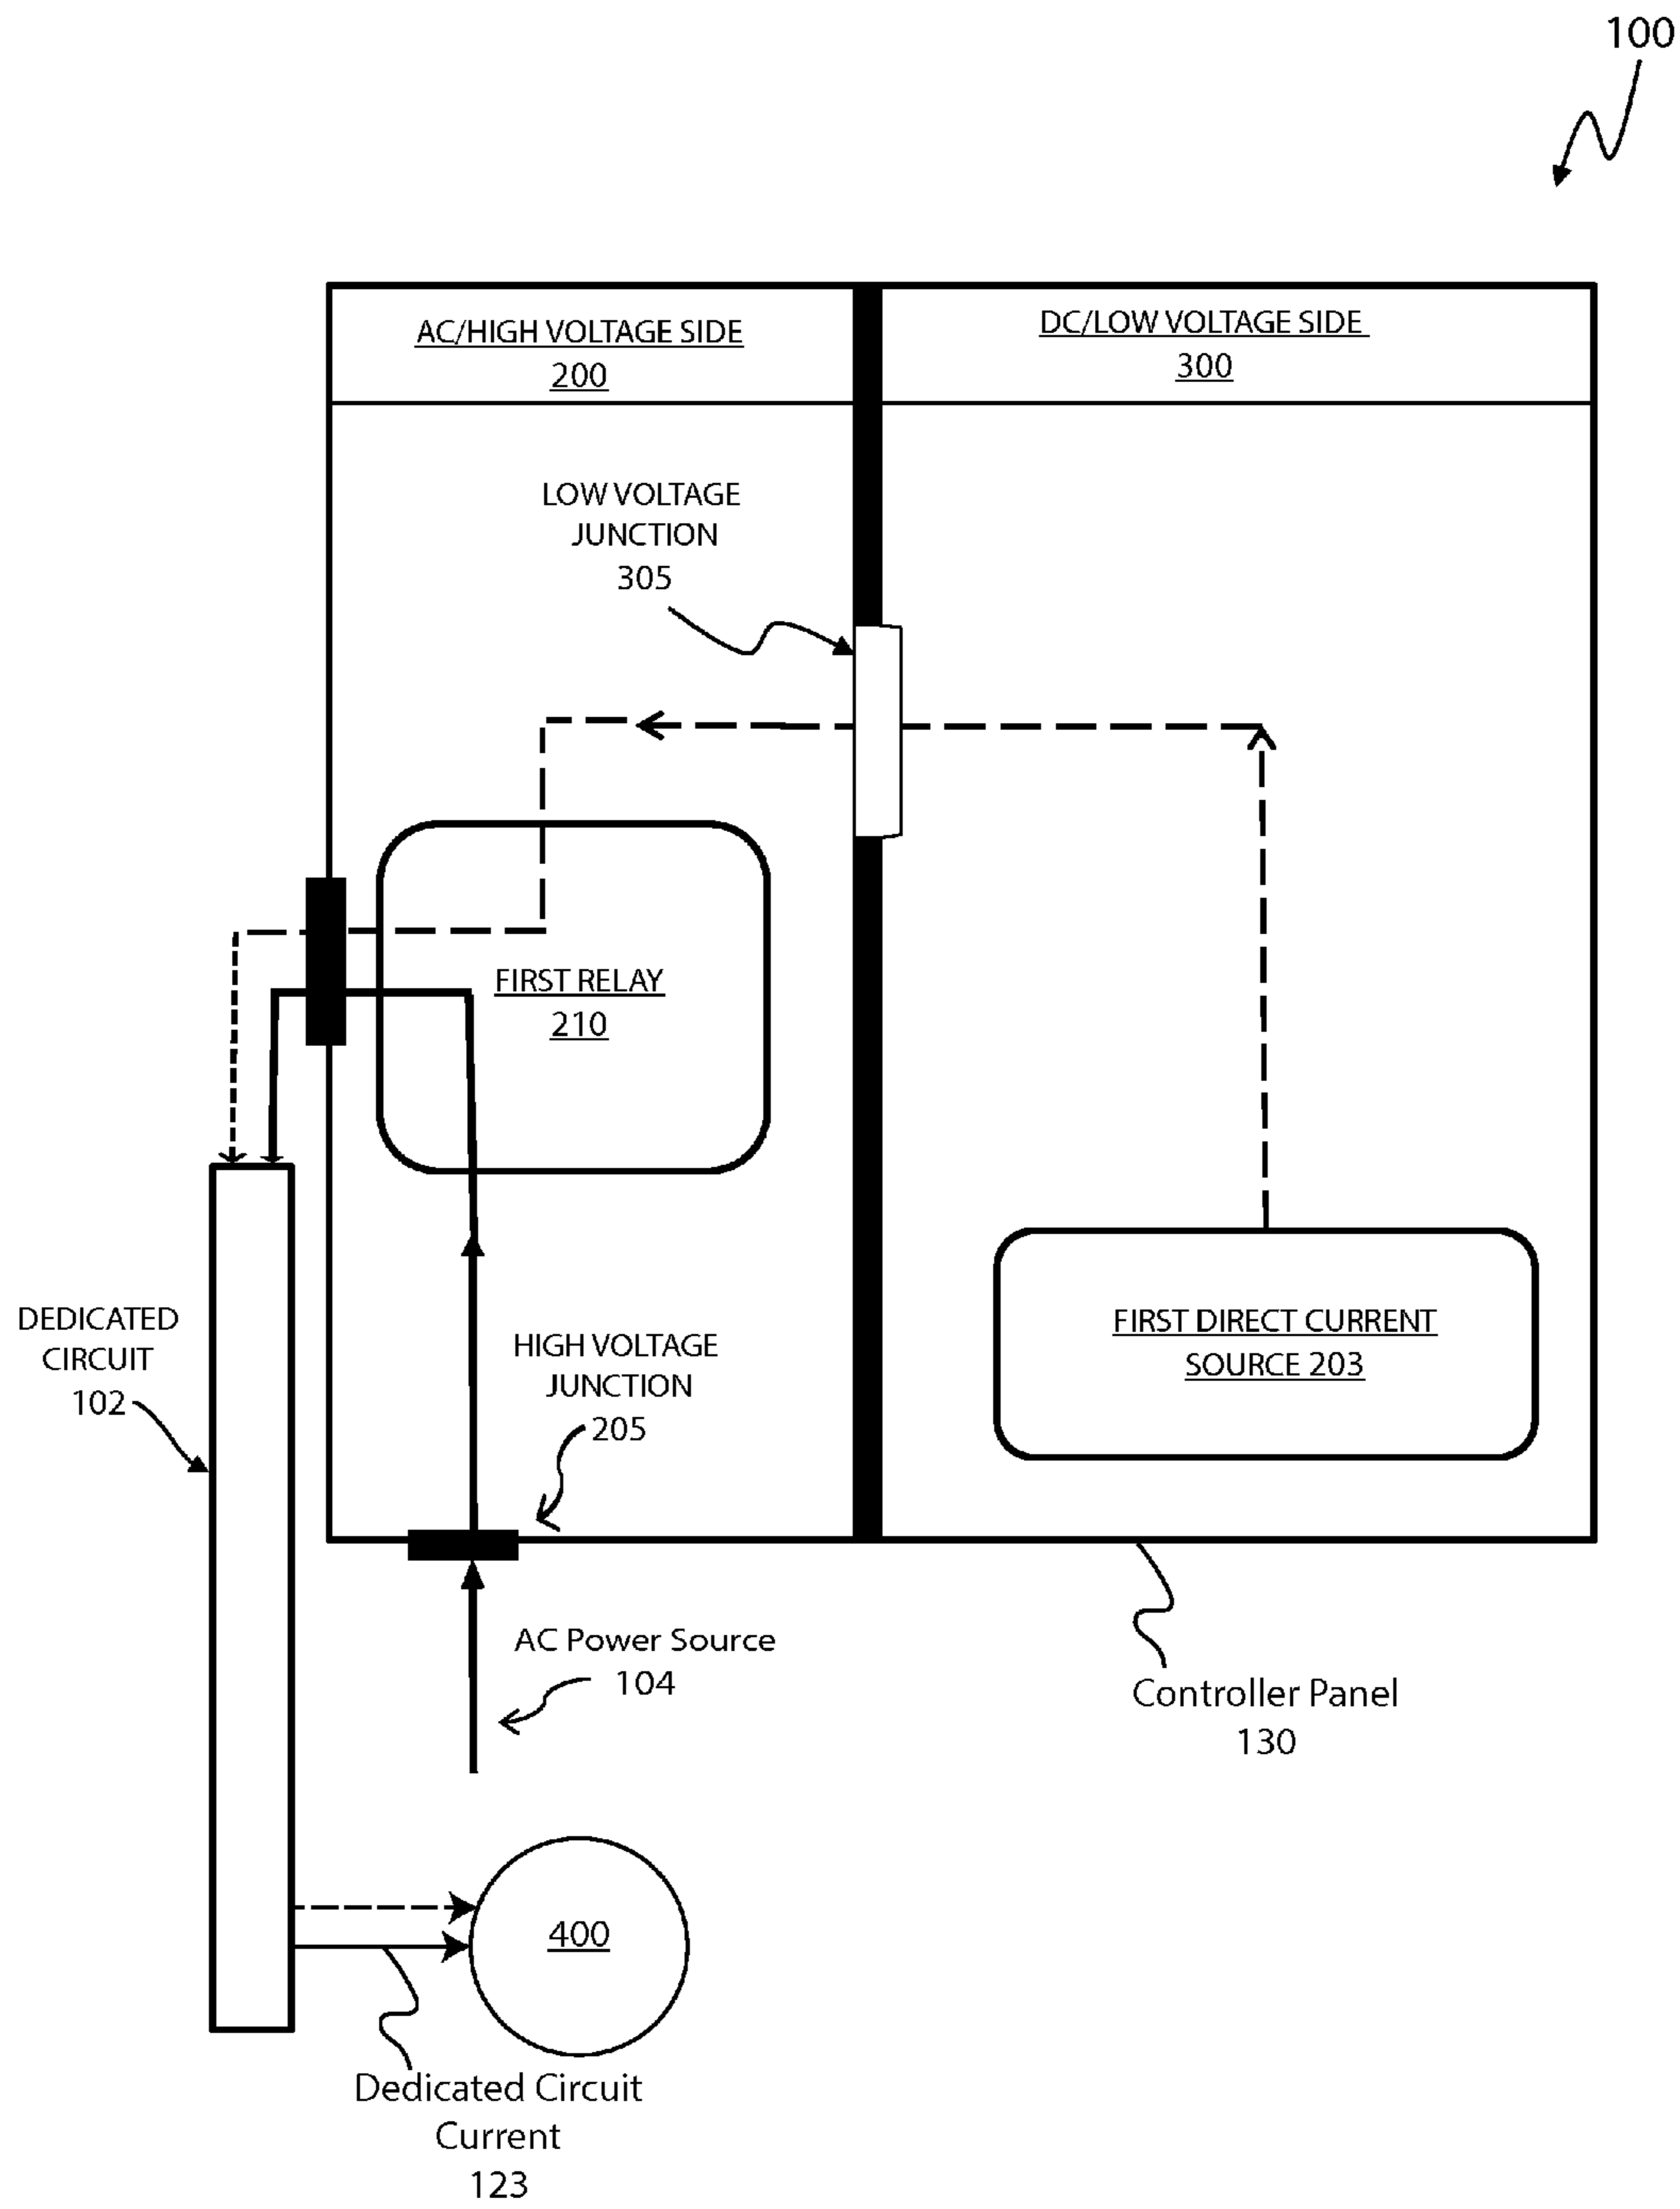 100
AC/HIGH VOLTAGE SIDE
200
DC/LOW VOLTAGE SIDE
300
LOW VOLTAGE
JUNCTION
305
FIRST RELAY
210
DEDICATED
CIRCUIT
102
HIGH VOLTAGE
JUNCTION
205
FIRST DIRECT CURRENT
SOURCE 203
AC Power Source
104
Controller Panel
130
400
Dedicated Circuit
Current
123